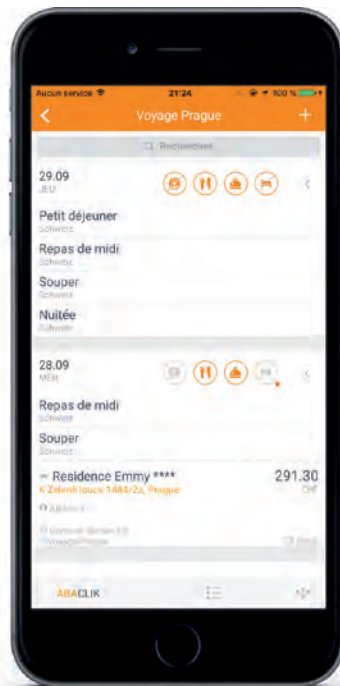 Aucun service 21:24 100 %
Voyage Prague
Rechercher
29.09
JEU
Petit déjeuner
Schweiz
Repas de midi
Schweiz
Souper
Schweiz
Nuitée
Schweiz
28.09
MER
Repas de midi
Schweiz
Souper
Schweiz
Residence Emmy ****
291.30
CHF
ABACLIK